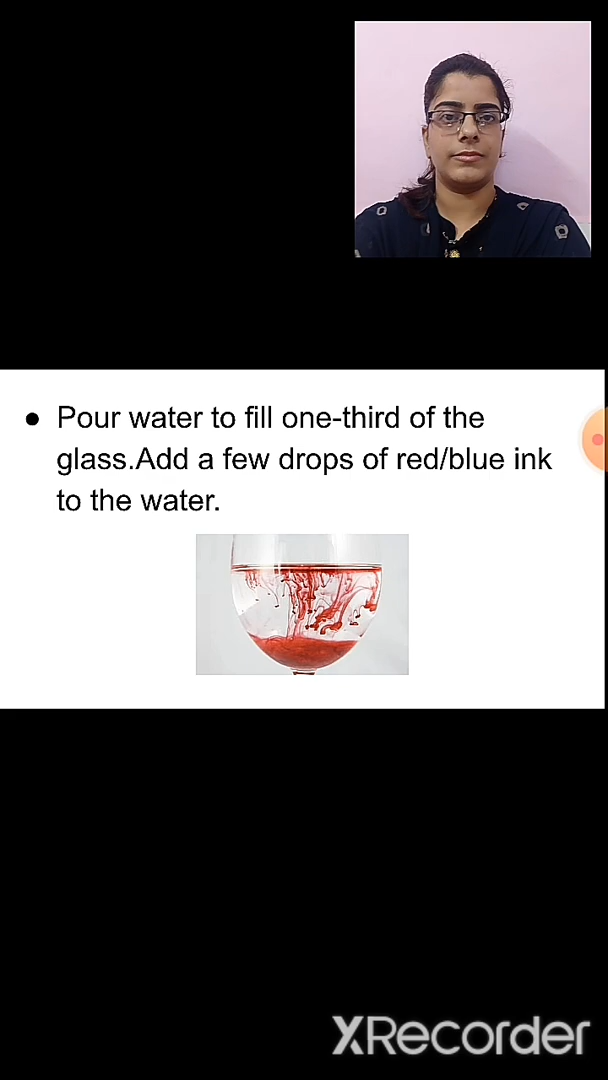 ● Pour water to fill one-third of the
glass.Add a few drops of red/blue ink
to the water.
XRecorder